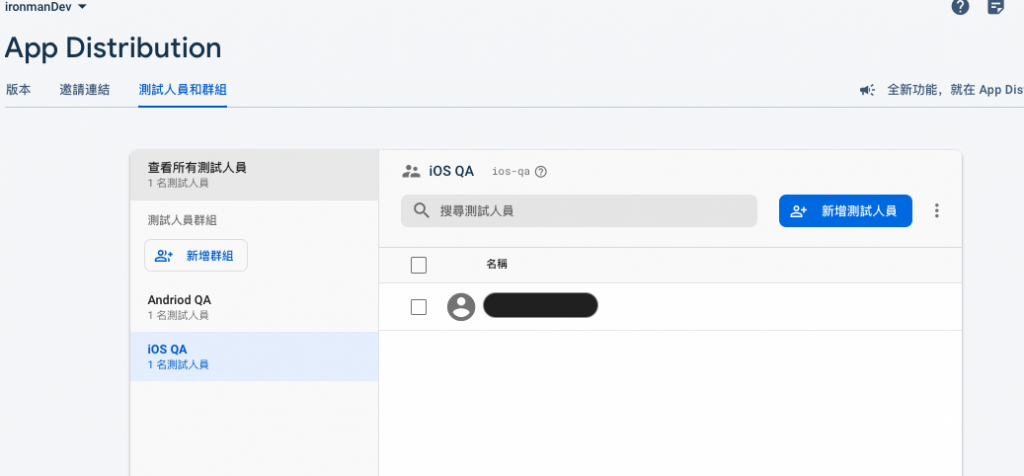 ironmanDev
App Distribution
版本 邀請連結 測試人員和群組
全新功能，就在 App Dis
查看所有測試人員
1 名測試人員
測試人員群組
新增群組
Andriod QA
1 名測試人員
iOS QA
1 名測試人員
iOS QA ios-qa
搜尋測試人員
新增測試人員
名稱